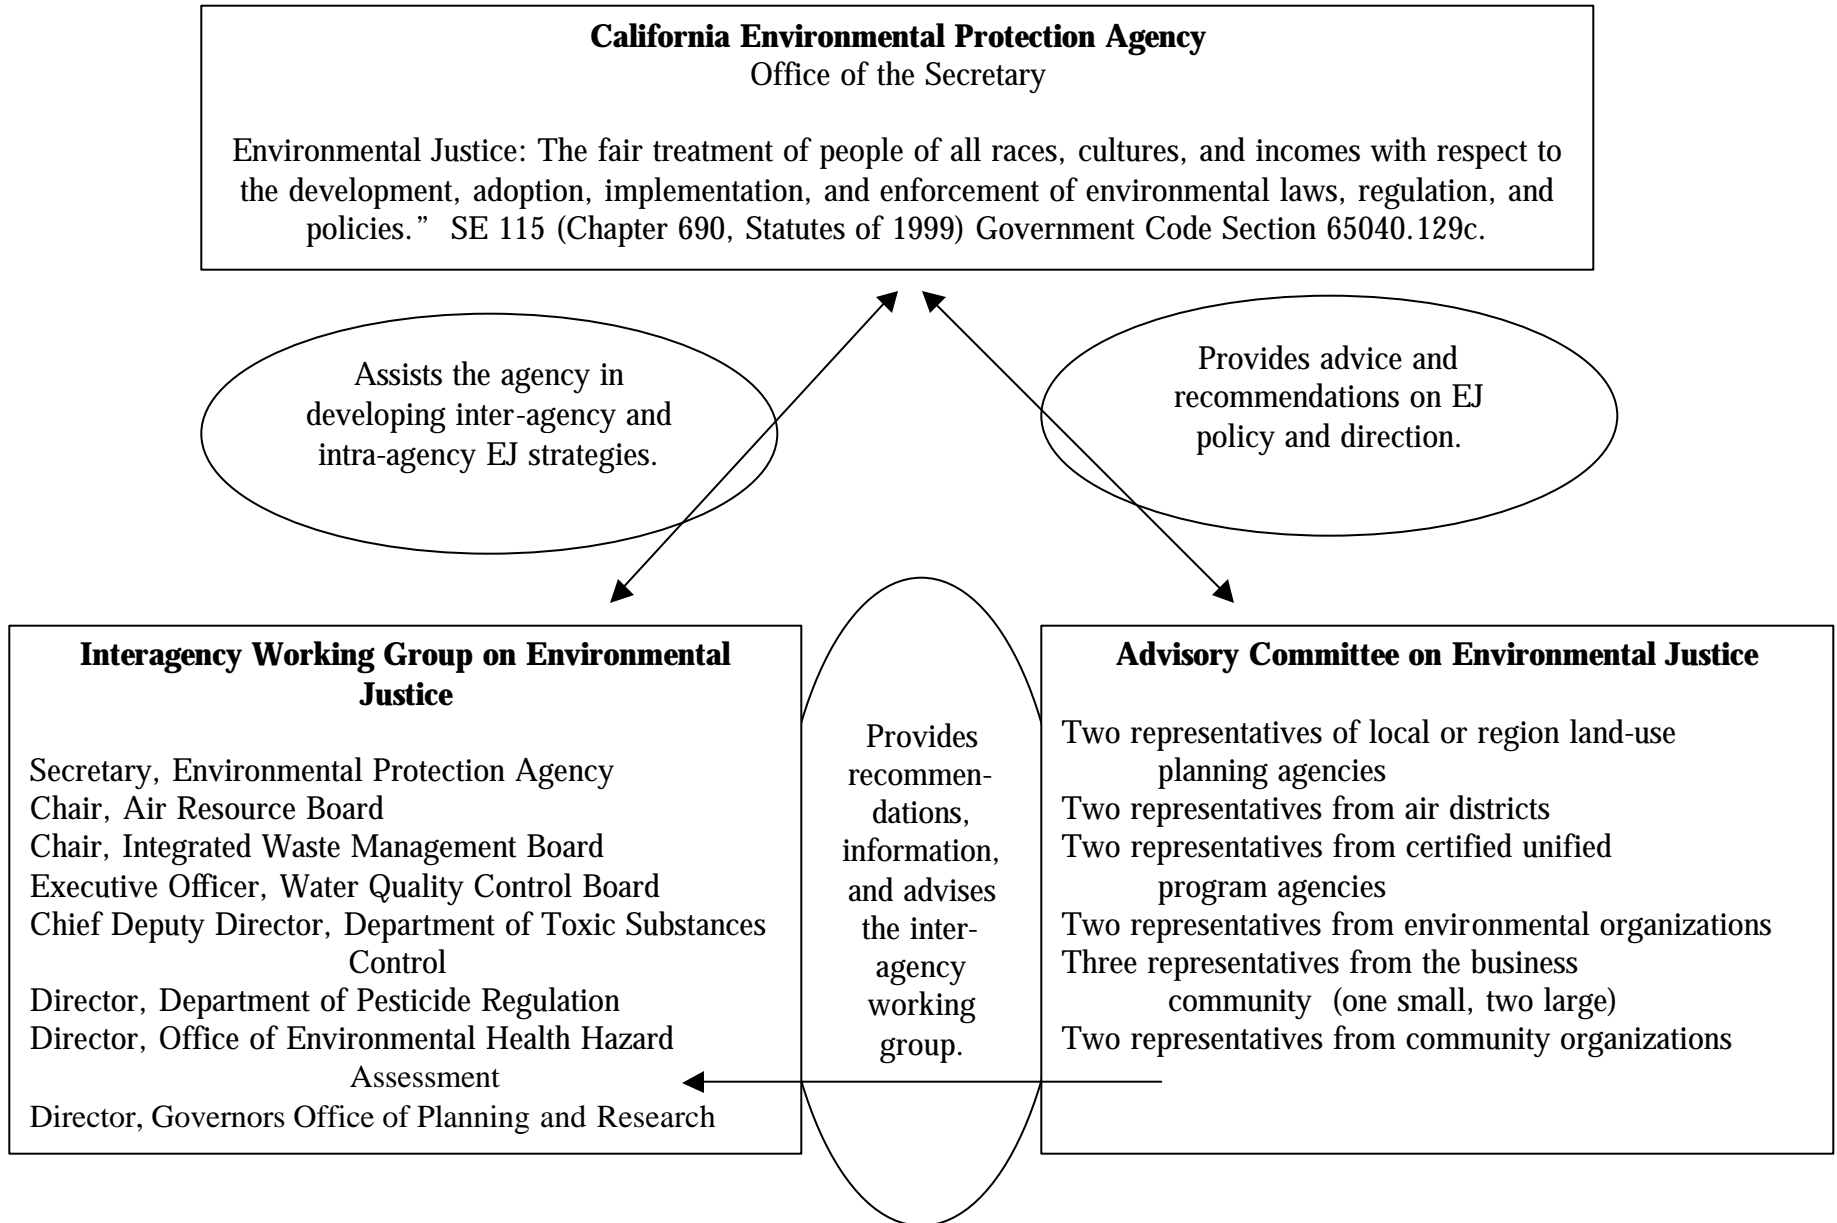 California Environmental Protection Agency
Office of the Secretary
Environmental Justice: The fair treatment of people of all races, cultures, and incomes with respect to
the development, adoption, implementation, and enforcement of environmental laws, regulation, and
policies.” SE 115 (Chapter 690, Statutes of 1999) Government Code Section 65040.129c.
Assists the agency in
developing inter-agency and
intra-agency EJ strategies.
Provides advice and
recommendations on EJ
policy and direction.
Interagency Working Group on Environmental
Justice
Secretary, Environmental Protection Agency
Chair, Air Resource Board
Chair, Integrated Waste Management Board
Executive Officer, Water Quality Control Board
Chief Deputy Director, Department of Toxic Substances
Control
Director, Department of Pesticide Regulation
Director, Office of Environmental Health Hazard
Assessment
Director, Governors Office of Planning and Research
Provides
recommen-
dations,
information,
and advises
the inter-
agency
working
group.
Advisory Committee on Environmental Justice
Two representatives of local or region land-use
planning agencies
Two representatives from air districts
Two representatives from certified unified
program agencies
Two representatives from environmental organizations
Three representatives from the business
community (one small, two large)
Two representatives from community organizations